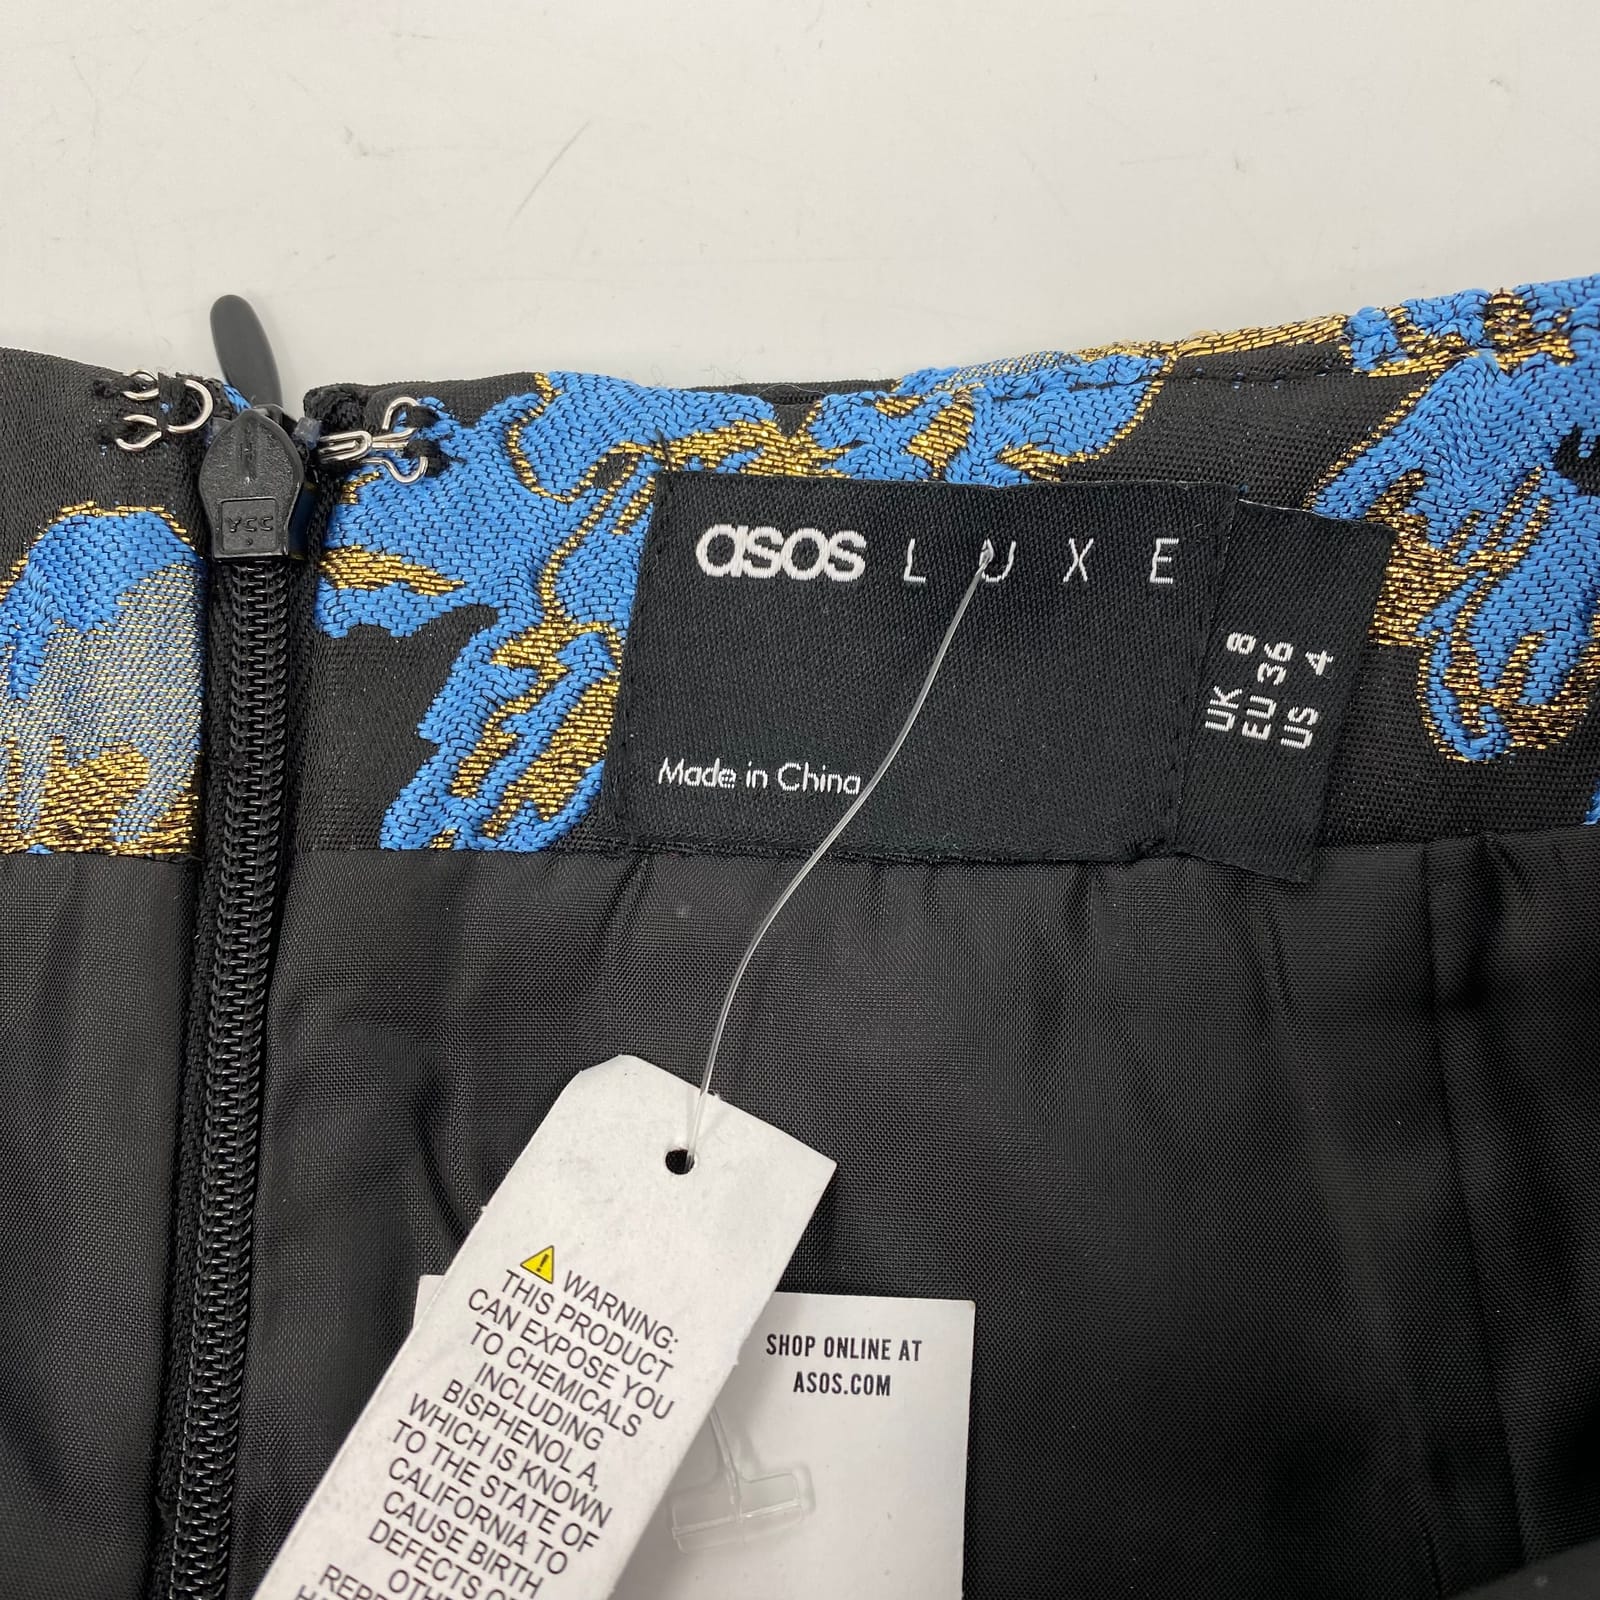 asos LUXE
Made in China
UK 8
EU 36
US 4
WARNING:
THIS PRODUCT
CAN EXPOSE YOU
TO CHEMICALS
INCLUDING
BISPHENOL A,
WHICH IS KNOWN
TO THE STATE OF
CALIFORNIA TO
CAUSE BIRTH
DEFECTS
SHOP ONLINE AT
ASOS.COM